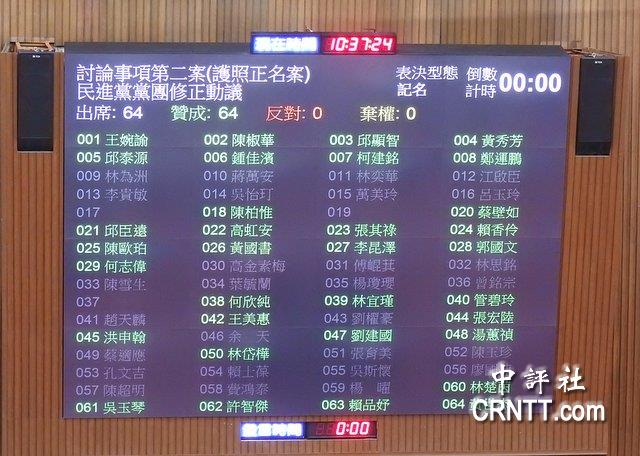 現在時間 10:37:24
討論事項第二案(護照正名案)
民進黨黨團修正動議
表決型態
記名
倒數
計時
00:00
出席: 64 贊成: 64 反對: 0 棄權: 0
001 王婉諭 002 陳椒華 003 邱顯智 004 黃秀芳
005 邱泰源 006 鍾佳濱 007 柯建銘 008 鄭運鵬
009 林為洲 010 蔣萬安 011 林奕華 012 江啟臣
013 李貴敏 014 吳怡玎 015 萬美玲 016 呂玉玲
017 018 陳柏惟 019 020 蔡壁如
021 邱臣遠 022 高虹安 023 張其祿 024 賴香伶
025 陳歐珀 026 黃國書 027 李昆澤 028 郭國文
029 何志偉 030 高金素梅 031 傅崐萁 032 林思銘
033 陳雪生 034 葉毓蘭 035 楊瓊瓔 036 曾銘宗
037 038 何欣純 039 林宜瑾 040 管碧玲
041 趙天麟 042 王美惠 043 劉櫂豪 044 張宏陸
045 洪申翰 046 余 天 047 劉建國 048 湯蕙禎
049 蔡適應 050 林岱樺 051 張育美 052 陳玉珍
053 孔文吉 054 賴士葆 055 吳斯懷 056 廖
057 陳超明 058 費鴻泰 059 楊 曜 060 林楚茵
061 吳玉琴 062 許智傑 063 賴品妤 064
中評社
CRNTT.com
發言時間 0:00